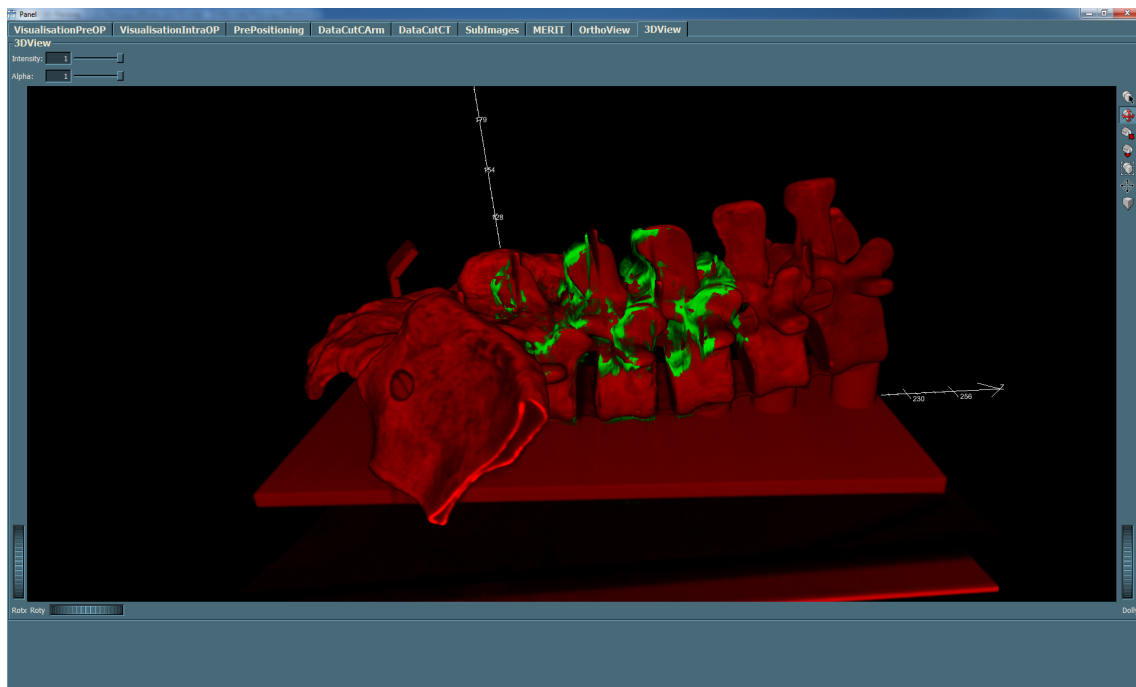 Panel
VisualisationPreOP VisualisationIntraOP PrePositioning DataCutCArm DataCutCT SubImages MERIT OrthoView 3DView
3DView
Intensity: 1
Alpha: 1
179
154
128
230 256 Z
Rotx Roty Dolly